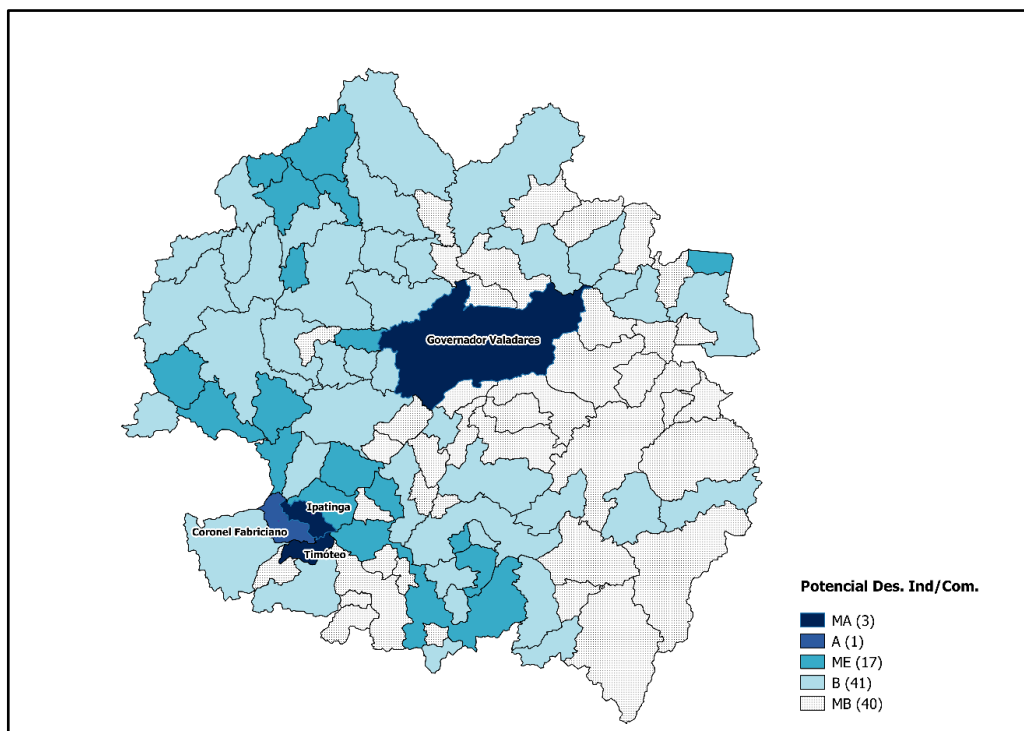 Governador Valadares
Ipatinga
Coronel Fabriciano
Timóteo
Potencial Des. Ind/Com.
MA (3)
A (1)
ME (17)
B (41)
MB (40)